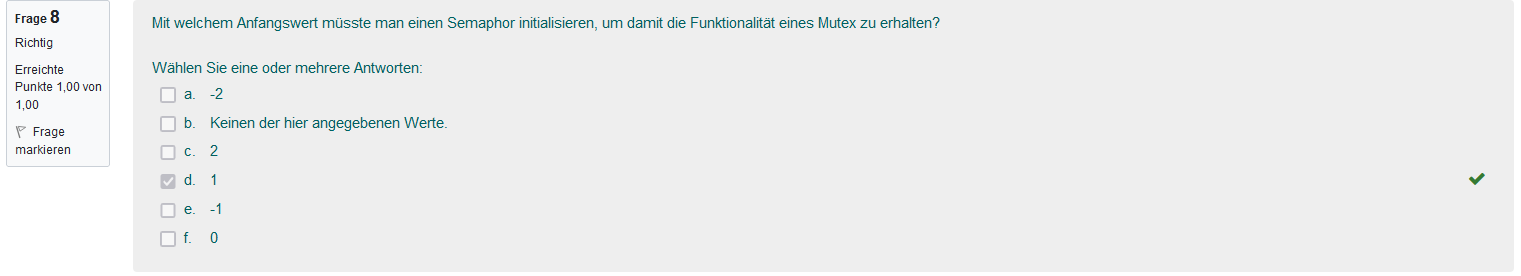 Frage 8
Richtig
Erreichte
Punkte 1,00 von
1,00
Frage
markieren
Mit welchem Anfangswert müsste man einen Semaphor initialisieren, um damit die Funktionalität eines Mutex zu erhalten?
Wählen Sie eine oder mehrere Antworten:
a. -2
b. Keinen der hier angegebenen Werte.
c. 2
d. 1
e. -1
f. 0